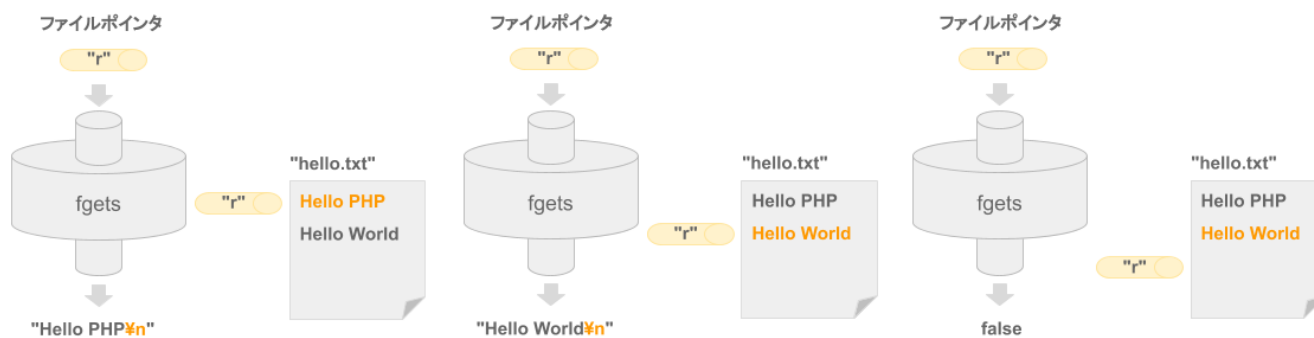 ファイルポインタ
"r"
fgets
"r"
"hello.txt"
Hello PHP
Hello World
"Hello PHP¥n"
ファイルポインタ
"r"
fgets
"r"
"hello.txt"
Hello PHP
Hello World
"Hello World¥n"
ファイルポインタ
"r"
fgets
"r"
"hello.txt"
Hello PHP
Hello World
false